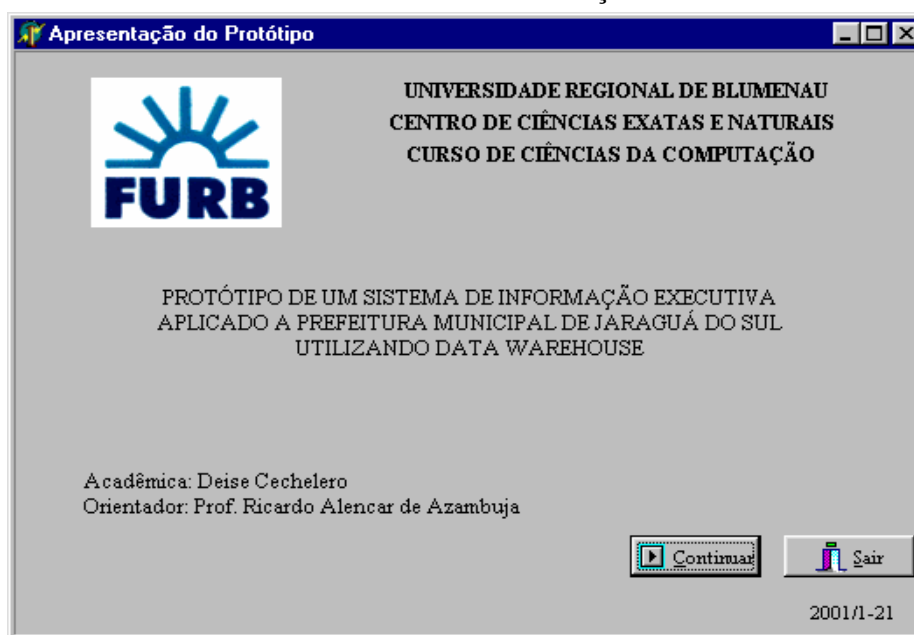 Apresentação do Protótipo
FURB
UNIVERSIDADE REGIONAL DE BLUMENAU
CENTRO DE CIÊNCIAS EXATAS E NATURAIS
CURSO DE CIÊNCIAS DA COMPUTAÇÃO
PROTÓTIPO DE UM SISTEMA DE INFORMAÇÃO EXECUTIVA
APLICADO A PREFEITURA MUNICIPAL DE JARAGUÁ DO SUL
UTILIZANDO DATA WAREHOUSE
Acadêmica: Deise Cechelero
Orientador: Prof. Ricardo Alencar de Azambuja
Continuar
Sair
2001/1-21